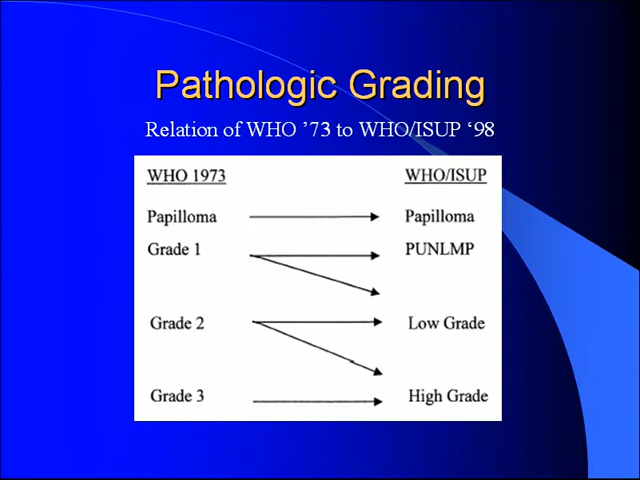 Pathologic Grading
Relation of WHO ’73 to WHO/ISUP ‘98
WHO 1973 WHO/ISUP
Papilloma Papilloma
Grade 1 PUNLMP
Grade 2 Low Grade
Grade 3 High Grade